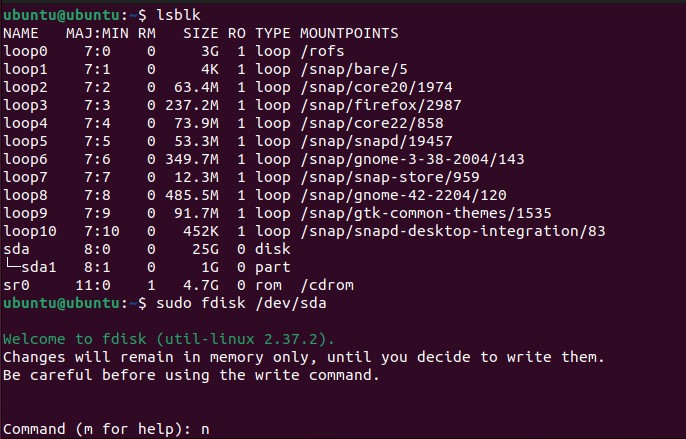 ubuntu@ubuntu:~$ lsblk
NAME   MAJ:MIN RM   SIZE RO TYPE MOUNTPOINTS
loop0    7:0    0     3G  1 loop /rofs
loop1    7:1    0     4K  1 loop /snap/bare/5
loop2    7:2    0  63.4M  1 loop /snap/core20/1974
loop3    7:3    0 237.2M  1 loop /snap/firefox/2987
loop4    7:4    0  73.9M  1 loop /snap/core22/858
loop5    7:5    0  53.3M  1 loop /snap/snapd/19457
loop6    7:6    0 349.7M  1 loop /snap/gnome-3-38-2004/143
loop7    7:7    0  12.3M  1 loop /snap/snap-store/959
loop8    7:8    0 485.5M  1 loop /snap/gnome-42-2204/120
loop9    7:9    0  91.7M  1 loop /snap/gtk-common-themes/1535
loop10   7:10   0   452K  1 loop /snap/snapd-desktop-integration/83
sda      8:0    0    25G  0 disk
└─sda1   8:1    0     1G  0 part
sr0     11:0    1   4.7G  0 rom  /cdrom
ubuntu@ubuntu:~$ sudo fdisk /dev/sda
Welcome to fdisk (util-linux 2.37.2).
Changes will remain in memory only, until you decide to write them.
Be careful before using the write command.
Command (m for help): n